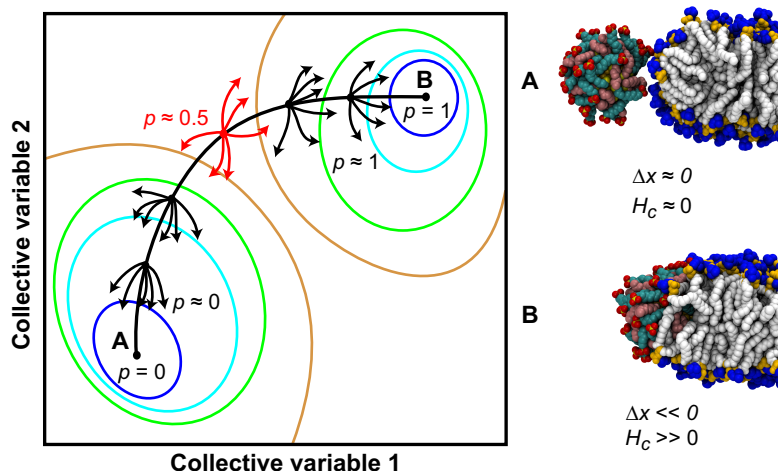 Collective variable 2
B
p = 1
p ≈ 0.5
p ≈ 1
p ≈ 0
A
p = 0
Collective variable 1
A
Δx ≈ 0
Hc ≈ 0
B
Δx << 0
Hc >> 0